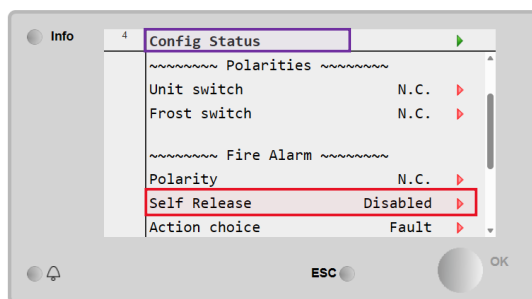 Info
4 Config Status
~~~~~~~~ Polarities ~~~~~~~~
Unit switch N.C.
Frost switch N.C.
~~~~~~~~ Fire Alarm ~~~~~~~~
Polarity N.C.
Self Release Disabled
Action choice Fault
ESC
OK